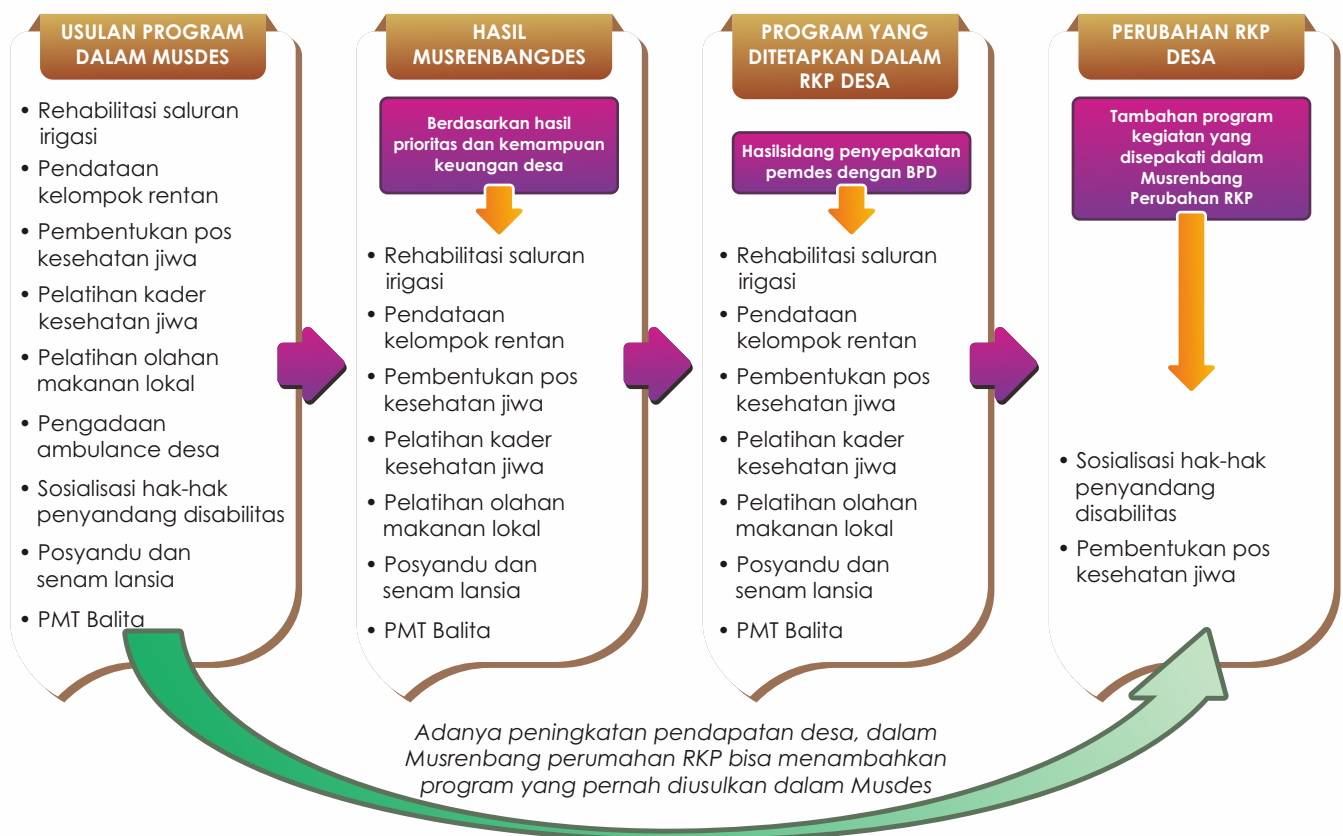 USULAN PROGRAM
DALAM MUSDES
• Rehabilitasi saluran
irigasi
• Pendataan
kelompok rentan
• Pembentukan pos
kesehatan jiwa
• Pelatihan kader
kesehatan jiwa
• Pelatihan olahan
makanan lokal
• Pengadaan
ambulance desa
• Sosialisasi hak-hak
penyandang disabilitas
• Posyandu dan
senam lansia
• PMT Balita
HASIL
MUSRENBANGDES
Berdasarkan hasil
prioritas dan kemampuan
keuangan desa
• Rehabilitasi saluran
irigasi
• Pendataan
kelompok rentan
• Pembentukan pos
kesehatan jiwa
• Pelatihan kader
kesehatan jiwa
• Pelatihan olahan
makanan lokal
• Posyandu dan
senam lansia
• PMT Balita
PROGRAM YANG
DITETAPKAN DALAM
RKP DESA
Hasilsidang penyepakatan
pemdes dengan BPD
• Rehabilitasi saluran
irigasi
• Pendataan
kelompok rentan
• Pembentukan pos
kesehatan jiwa
• Pelatihan kader
kesehatan jiwa
• Pelatihan olahan
makanan lokal
• Posyandu dan
senam lansia
• PMT Balita
PERUBAHAN RKP
DESA
Tambahan program
kegiatan yang
disepakati dalam
Musrenbang
Perubahan RKP
• Sosialisasi hak-hak
penyandang
disabilitas
• Pembentukan pos
kesehatan jiwa
Adanya peningkatan pendapatan desa, dalam
Musrenbang perumahan RKP bisa menambahkan
program yang pernah diusulkan dalam Musdes